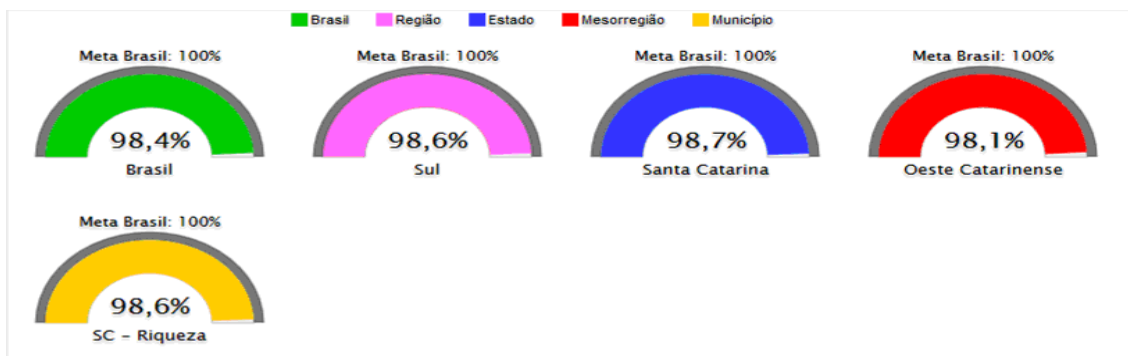 Brasil Região Estado Mesorregião Município
Meta Brasil: 100% Meta Brasil: 100% Meta Brasil: 100% Meta Brasil: 100%
98,4% 98,6% 98,7% 98,1%
Brasil Sul Santa Catarina Oeste Catarinense
Meta Brasil: 100%
98,6%
SC – Riqueza